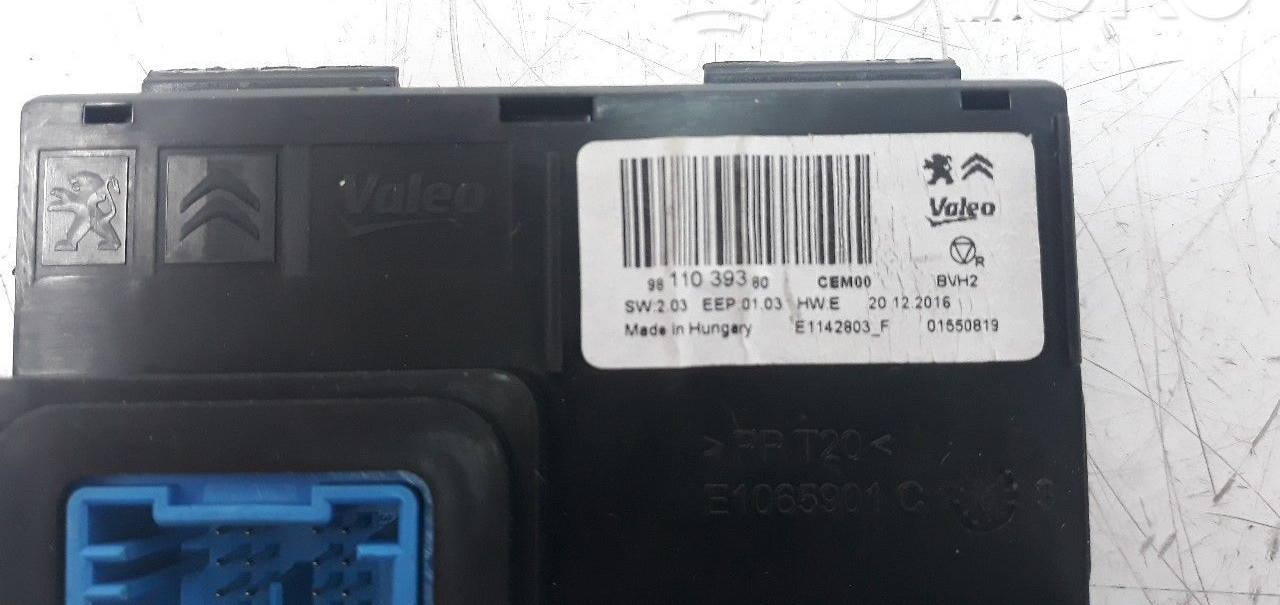 Valeo
Valeo
98 110 393 80 CEM00 BVH2
R
SW:2.03 EEP 01.03 HW:E 20 12.2016
Made in Hungary E1142803_F 01550819
>PP T20<
E1065901 C